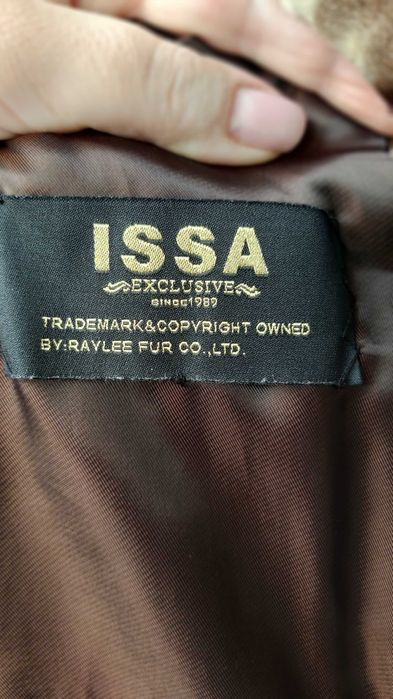 ISSA
EXCLUSIVE
SINCE1989
TRADEMARK&COPYRIGHT OWNED
BY:RAYLEE FUR CO.,LTD.